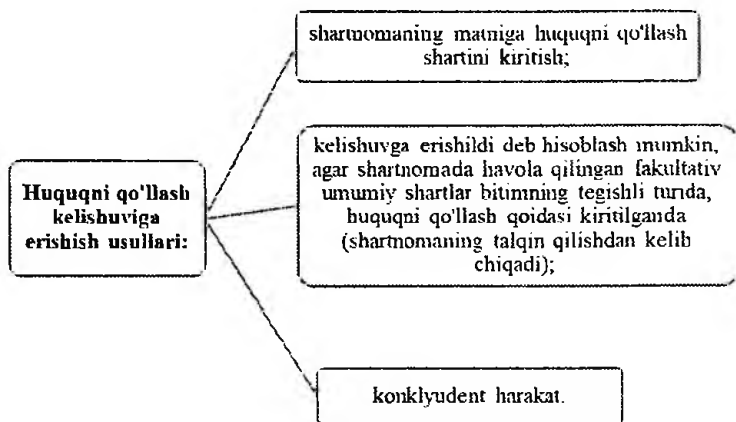 shartnomaning matniga huquqni qo'llash
shartini kiritish;
kelishuvga erishildi deb hisoblash mumkin,
agar shartnomada havola qilingan fakultativ
umumiy shartlar bitimning tegishli turida,
huquqni qo'llash qoidasi kiritilganda
(shartnomaning talqin qilishdan kelib
chiqadi);
Huquqni qo'llash
kelishuviga
erishish usullari:
konklyudent harakat.